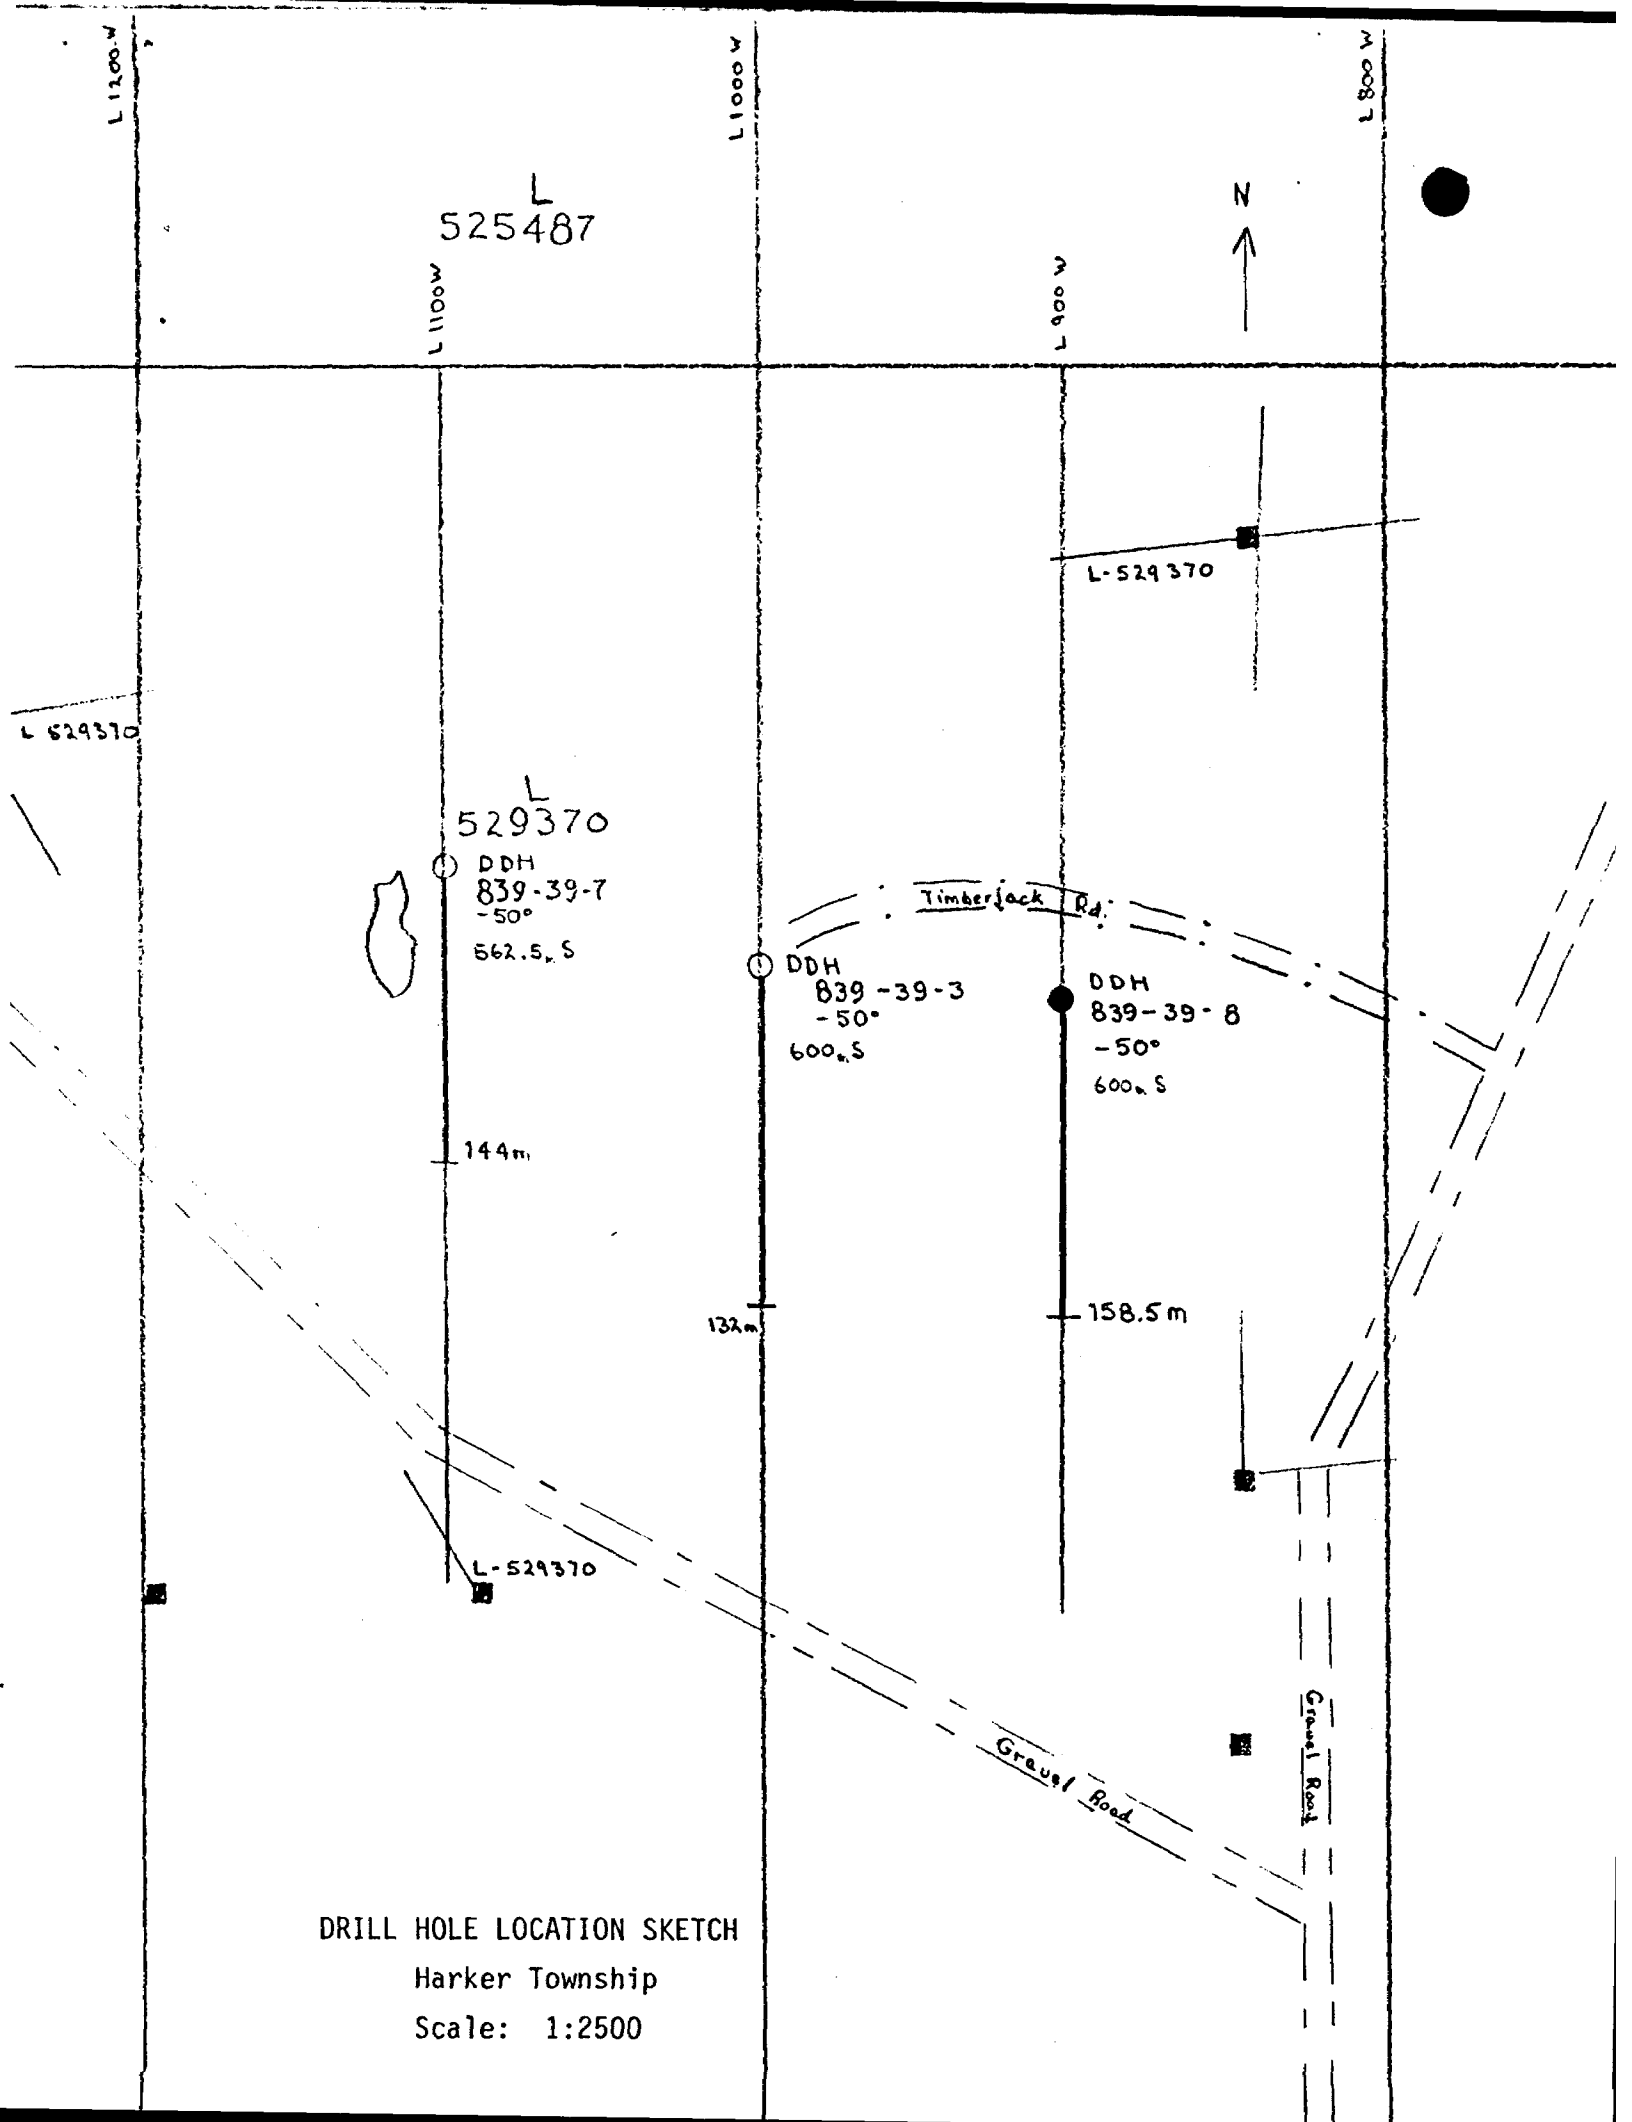 L 1200 W
L 1000 W
L 800 W
L
525487
N
L 1100 W
L 900 W
L-529370
L 529370
L
529370
DDH
839-39-7
-50°
562.5m S
Timberjack Rd.
DDH
839-39-3
-50°
600m S
DDH
839-39-8
-50°
600m S
144m
132m
158.5m
L-529370
Gravel Road
Gravel Road
DRILL HOLE LOCATION SKETCH
Harker Township
Scale: 1:2500